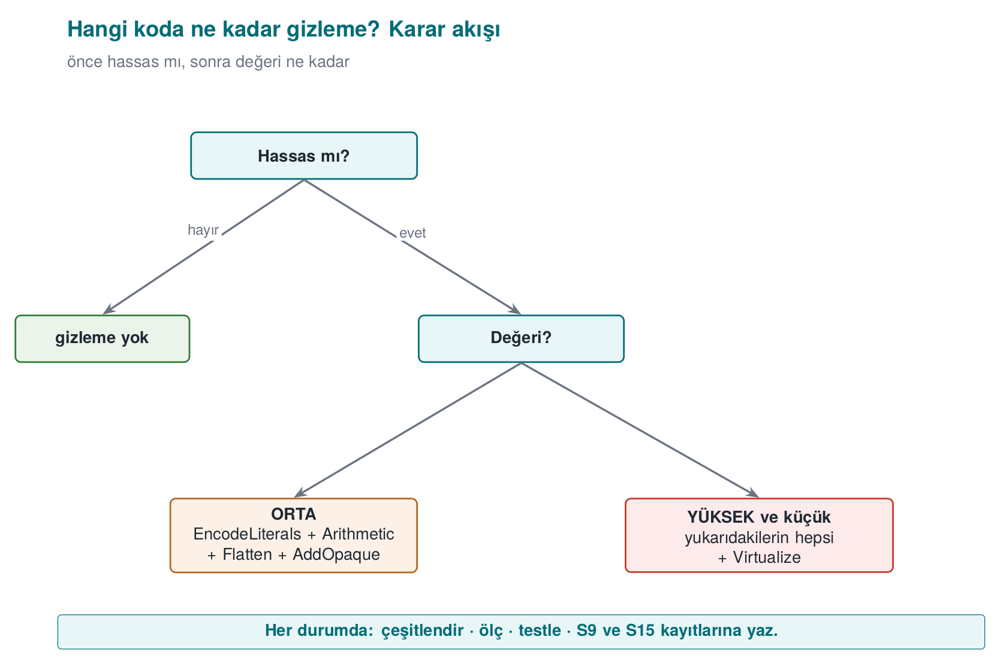 Hangi koda ne kadar gizleme? Karar akışı
önce hassas mı, sonra değeri ne kadar
Hassas mı?
hayır
evet
gizleme yok
Değeri?
ORTA
EncodeLiterals + Arithmetic
+ Flatten + AddOpaque
YÜKSEK ve küçük
yukarıdakilerin hepsi
+ Virtualize
Her durumda: çeşitlendir · ölç · testle · S9 ve S15 kayıtlarına yaz.